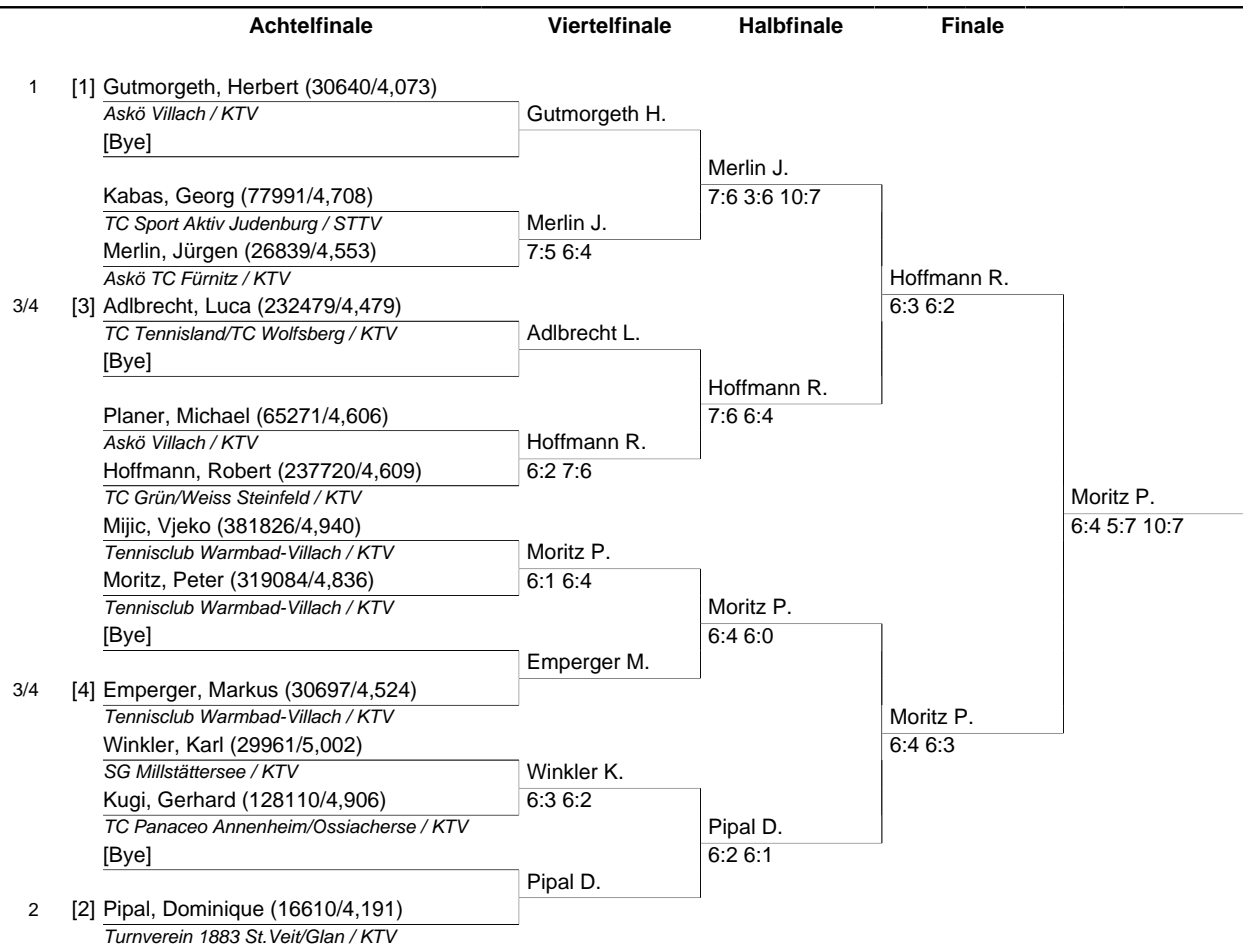 Achtelfinale Viertelfinale Halbfinale Finale
1 [1] Gutmorgeth, Herbert (30640/4,073)
Askö Villach / KTV Gutmorgeth H.
[Bye]
Merlin J.
Kabas, Georg (77991/4,708) 7:6 3:6 10:7
TC Sport Aktiv Judenburg / STTV Merlin J.
Merlin, Jürgen (26839/4,553) 7:5 6:4
Askö TC Fürnitz / KTV Hoffmann R.
3/4 [3] Adlbrecht, Luca (232479/4,479) 6:3 6:2
TC Tennisland/TC Wolfsberg / KTV Adlbrecht L.
[Bye]
Hoffmann R.
Planer, Michael (65271/4,606) 7:6 6:4
Askö Villach / KTV Hoffmann R.
Hoffmann, Robert (237720/4,609) 6:2 7:6
TC Grün/Weiss Steinfeld / KTV Moritz P.
Mijic, Vjeko (381826/4,940) 6:4 5:7 10:7
Tennisclub Warmbad-Villach / KTV Moritz P.
Moritz, Peter (319084/4,836) 6:1 6:4
Tennisclub Warmbad-Villach / KTV Moritz P.
[Bye] 6:4 6:0
Emperger M.
3/4 [4] Emperger, Markus (30697/4,524)
Tennisclub Warmbad-Villach / KTV Moritz P.
Winkler, Karl (29961/5,002) 6:4 6:3
SG Millstättersee / KTV Winkler K.
Kugi, Gerhard (128110/4,906) 6:3 6:2
TC Panaceo Annenheim/Ossiacherse / KTV Pipal D.
[Bye] 6:2 6:1
Pipal D.
2 [2] Pipal, Dominique (16610/4,191)
Turnverein 1883 St.Veit/Glan / KTV